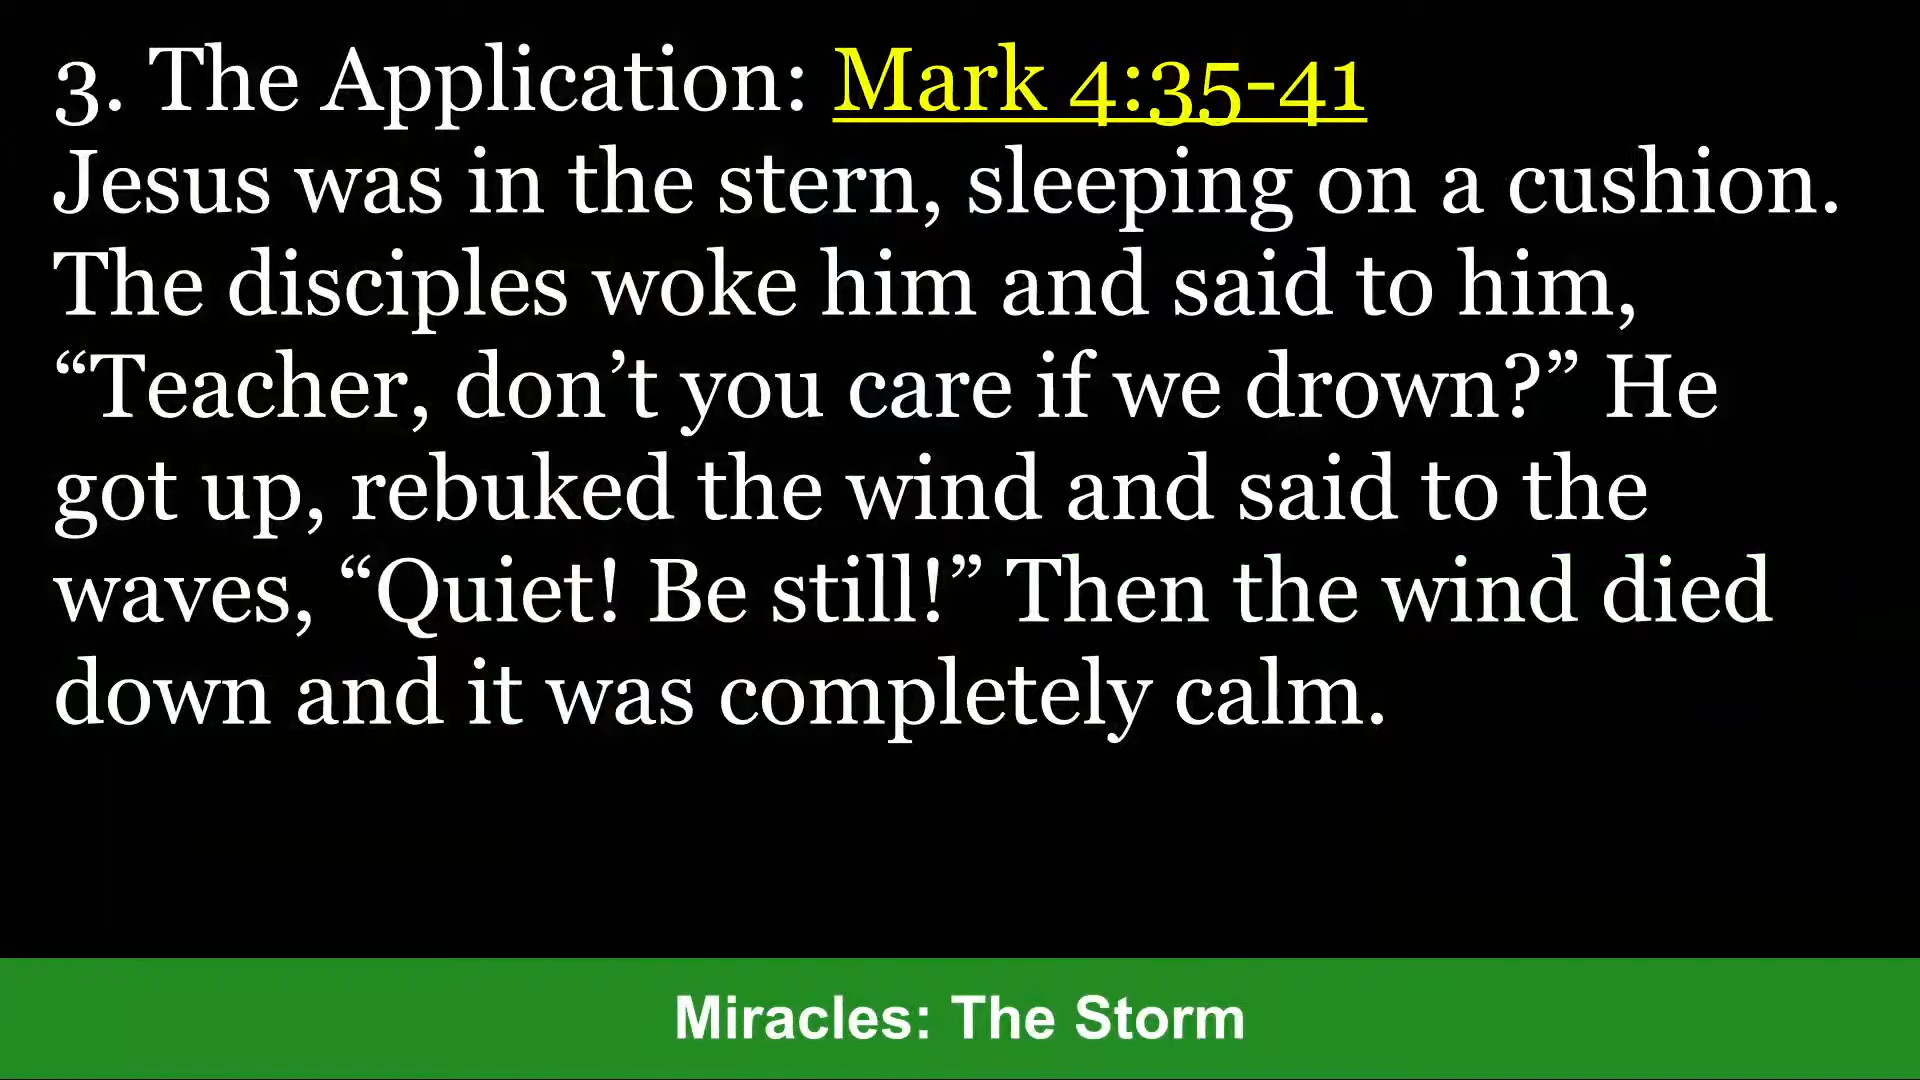 3. The Application: Mark 4:35-41
Jesus was in the stern, sleeping on a cushion.
The disciples woke him and said to him,
“Teacher, don’t you care if we drown?” He
got up, rebuked the wind and said to the
waves, “Quiet! Be still!” Then the wind died
down and it was completely calm.
Miracles: The Storm